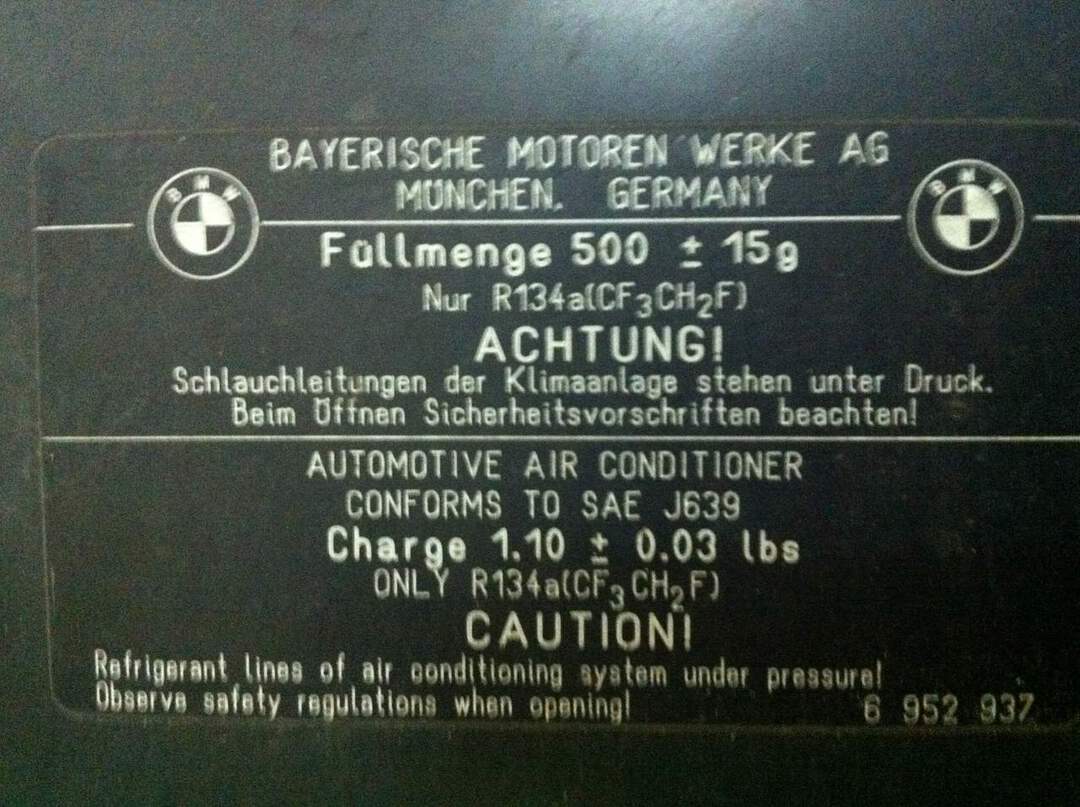 BAYERISCHE MOTOREN WERKE AG
MÜNCHEN. GERMANY
BMW
BMW
Füllmenge 500 ± 15g
Nur R134a(CF₃CH₂F)
ACHTUNG!
Schlauchleitungen der Klimaanlage stehen unter Druck.
Beim Öffnen Sicherheitsvorschriften beachten!
AUTOMOTIVE AIR CONDITIONER
CONFORMS TO SAE J639
Charge 1.10 ± 0.03 lbs
ONLY R134a(CF₃CH₂F)
CAUTION!
Refrigerant lines of air conditioning system under pressure!
Observe safety regulations when opening!
6 952 937